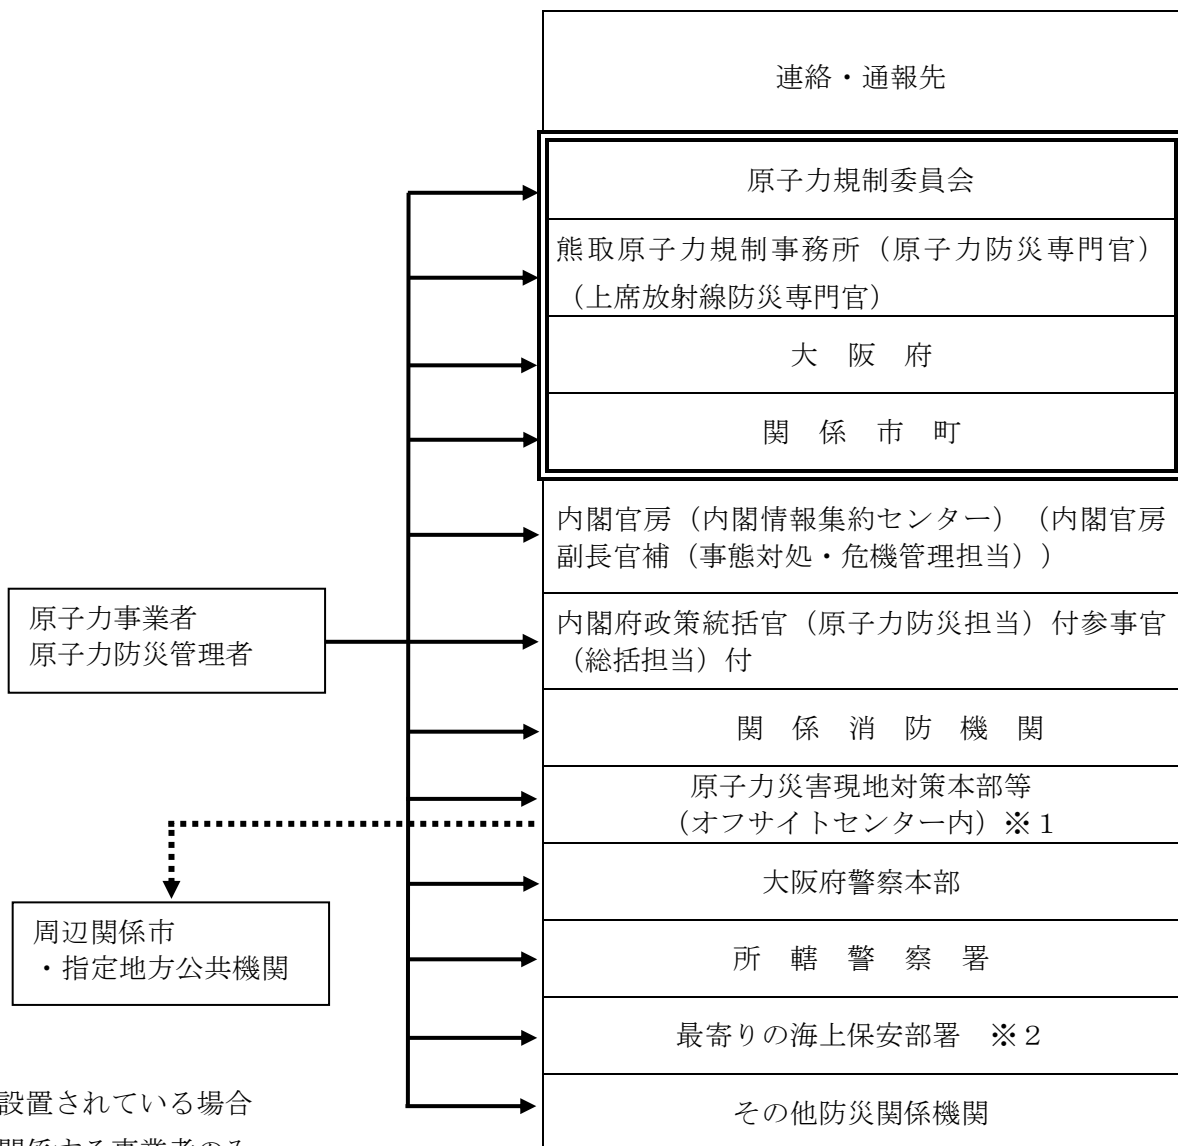 連絡・通報先
原子力規制委員会
熊取原子力規制事務所（原子力防災専門官）
（上席放射線防災専門官）
大　阪　府
関　係　市　町
内閣官房（内閣情報集約センター）（内閣官房
副長官補（事態対処・危機管理担当））
内閣府政策統括官（原子力防災担当）付参事官
（総括担当）付
関　係　消　防　機　関
原子力災害現地対策本部等
（オフサイトセンター内）※１
大阪府警察本部
所　轄　警　察　署
最寄りの海上保安部署　※２
その他防災関係機関
原子力事業者
原子力防災管理者
周辺関係市
・指定地方公共機関
設置されている場合
関係する事業者のみ